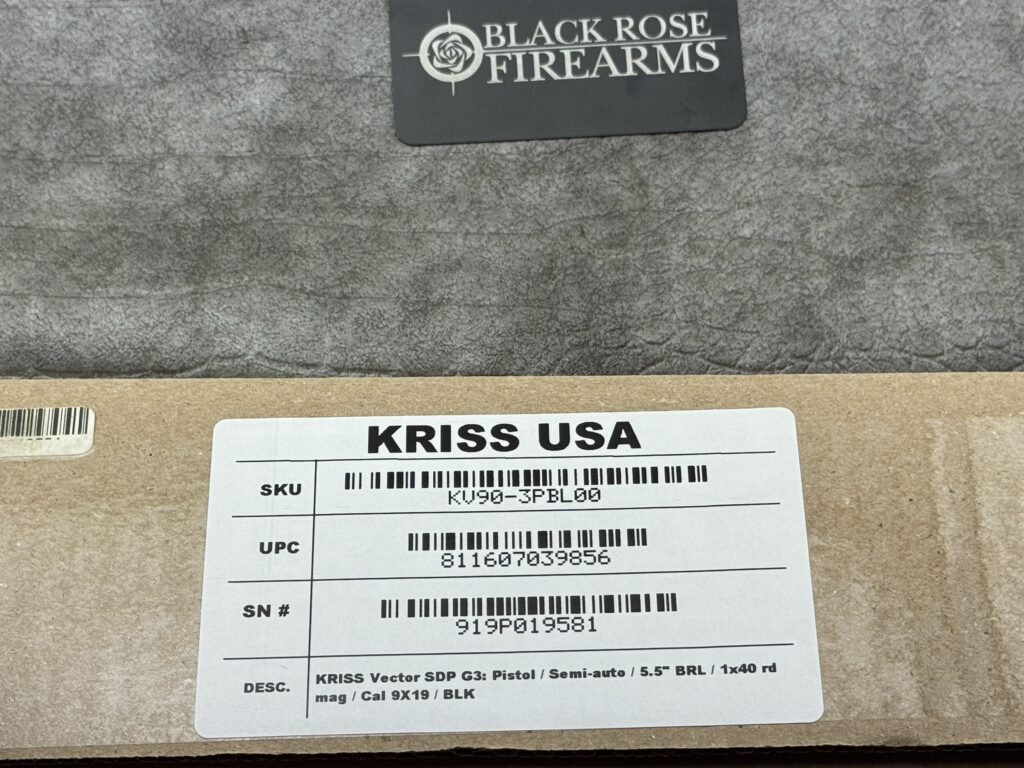 BLACK ROSE
FIREARMS
KRISS USA
SKU
KV90-3PBL00
UPC
811607039856
SN #
919P019581
DESC.
KRISS Vector SDP G3: Pistol / Semi-auto / 5.5" BRL / 1x40 rd
mag / Cal 9X19 / BLK